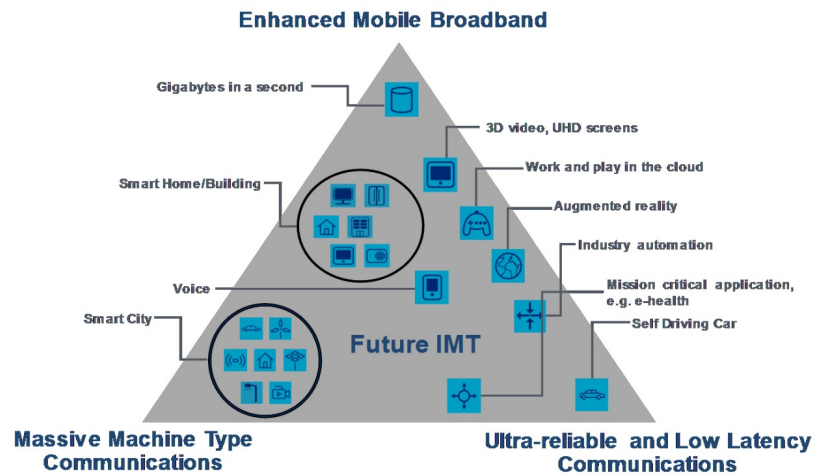 Enhanced Mobile Broadband
Gigabytes in a second
3D video, UHD screens
Work and play in the cloud
Smart Home/Building
Augmented reality
Industry automation
Mission critical application,
e.g. e-health
Voice
Smart City
Self Driving Car
Future IMT
Massive Machine Type
Communications
Ultra-reliable and Low Latency
Communications